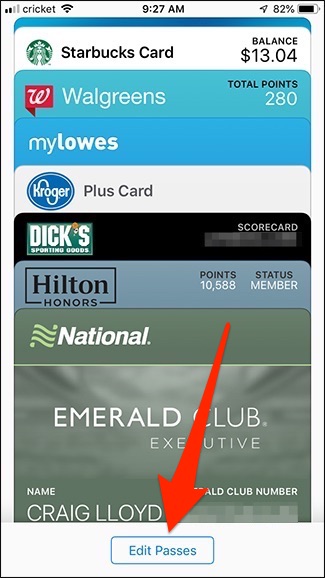 cricket 9:27 AM 82%
Starbucks Card BALANCE
$13.04
Walgreens TOTAL POINTS
280
mylowes
Kroger Plus Card
DICK'S
SPORTING GOODS
SCORECARD
Hilton
HONORS
POINTS STATUS
10,588 MEMBER
National.
EMERALD CLUB®
EXECUTIVE
NAME CLUB NUMBER
CRAIG LLOYD
Edit Passes